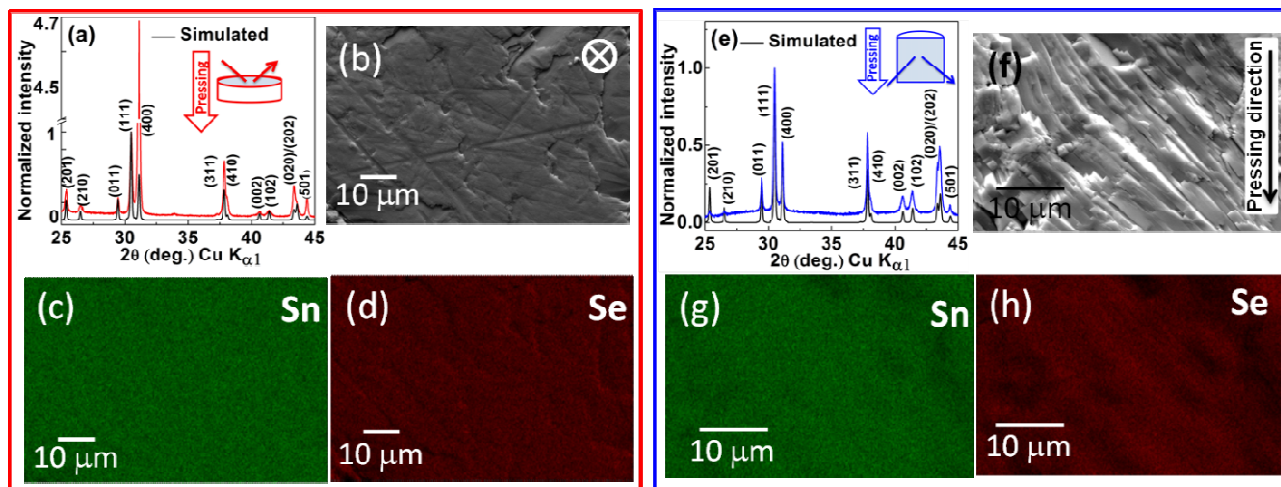 (a)
Simulated
Normalized intensity
4.7
4.5
1
0
Pressing
(201)
(210)
(011)
(111)
(400)
(311)
(410)
(002)
(102)
(020)/(202)
(501)
25 30 35 40 45
2θ (deg.) Cu Kα1
(b)
10 μm
(c)
Sn
10 μm
(d)
Se
10 μm
(e)
Simulated
Normalized intensity
1.0
0.5
0.0
Pressing
(201)
(210)
(011)
(111)
(400)
(311)
(410)
(002)
(102)
(020)/(202)
(501)
25 30 35 40 45
2θ (deg.) Cu Kα1
(f)
10 μm
Pressing direction
(g)
Sn
10 μm
(h)
Se
10 μm